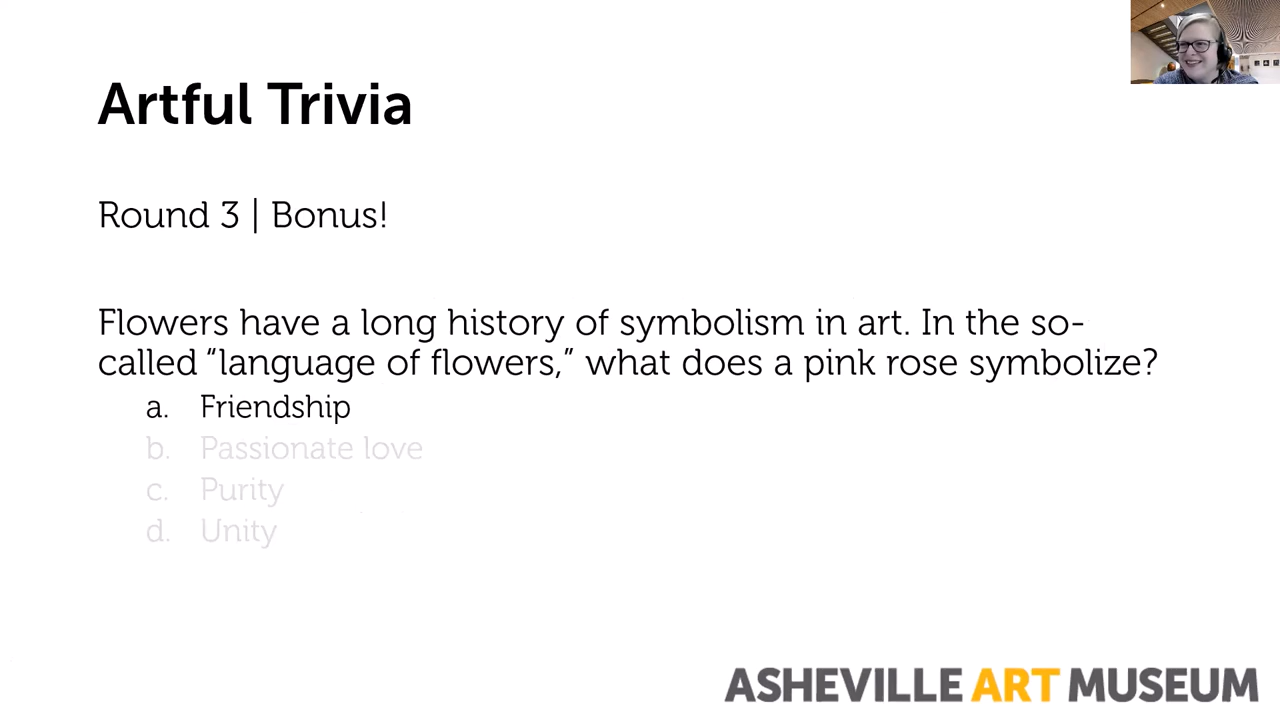 Artful Trivia
Round 3 | Bonus!
Flowers have a long history of symbolism in art. In the so-
called “language of flowers,” what does a pink rose symbolize?
a. Friendship
b. Passionate love
c. Purity
d. Unity
ASHEVILLE ART MUSEUM